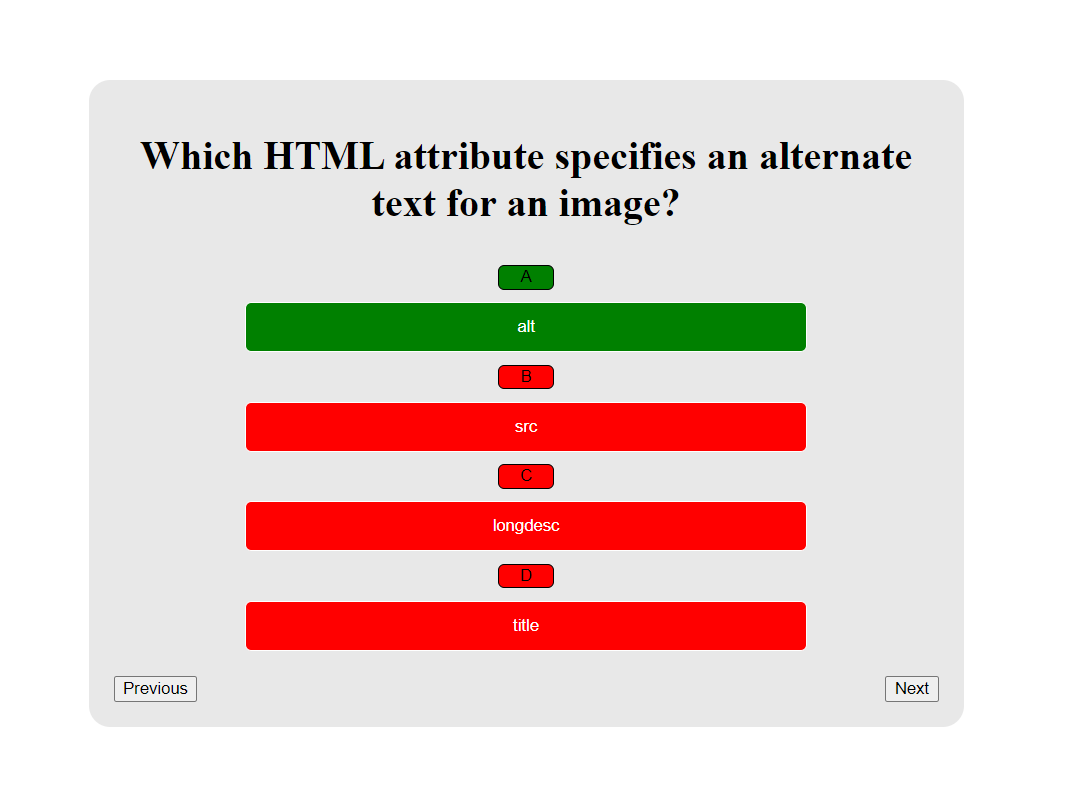 Which HTML attribute specifies an alternate
text for an image?
A
alt
B
src
C
longdesc
D
title
Previous
Next